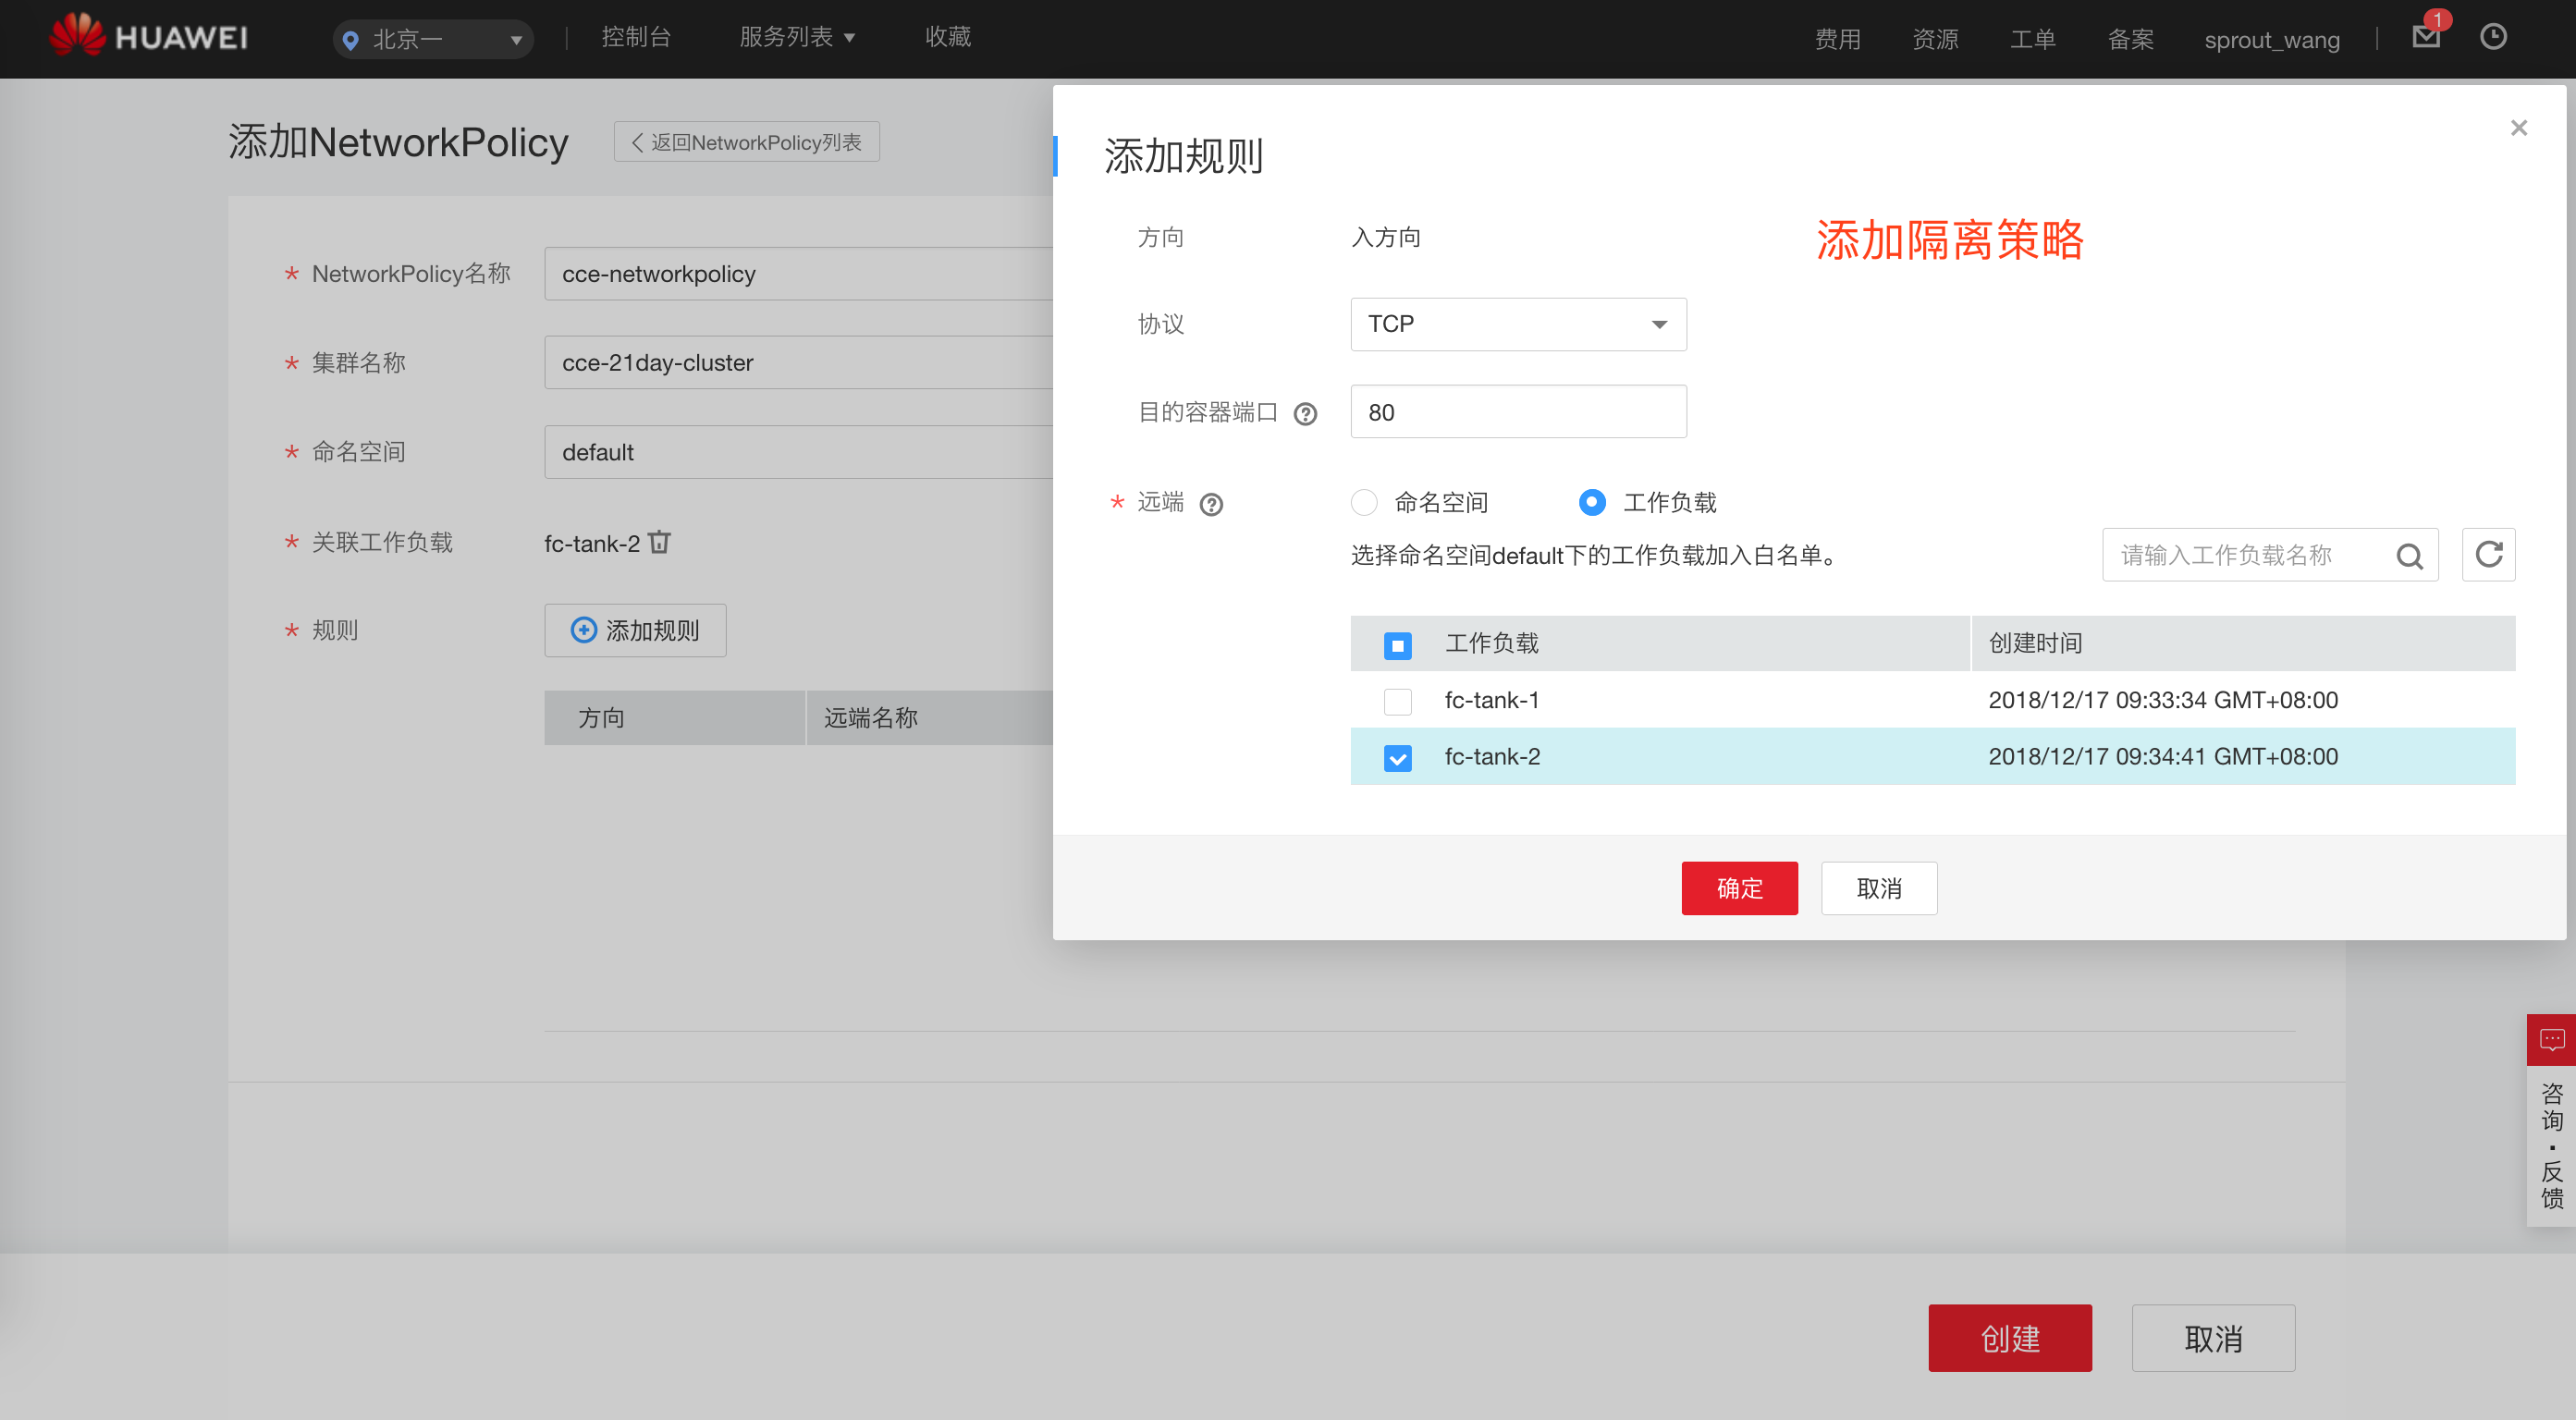 HUAWEI
北京一
控制台
服务列表
收藏
费用
资源
工单
备案
sprout_wang
1
添加NetworkPolicy
返回NetworkPolicy列表
* NetworkPolicy名称
cce-networkpolicy
* 集群名称
cce-21day-cluster
* 命名空间
default
* 关联工作负载
fc-tank-2
* 规则
添加规则
方向
远端名称
添加规则
方向
入方向
添加隔离策略
协议
TCP
目的容器端口
80
* 远端
命名空间
工作负载
选择命名空间default下的工作负载加入白名单。
请输入工作负载名称
工作负载
创建时间
fc-tank-1
2018/12/17 09:33:34 GMT+08:00
fc-tank-2
2018/12/17 09:34:41 GMT+08:00
确定
取消
咨询·反馈
创建
取消